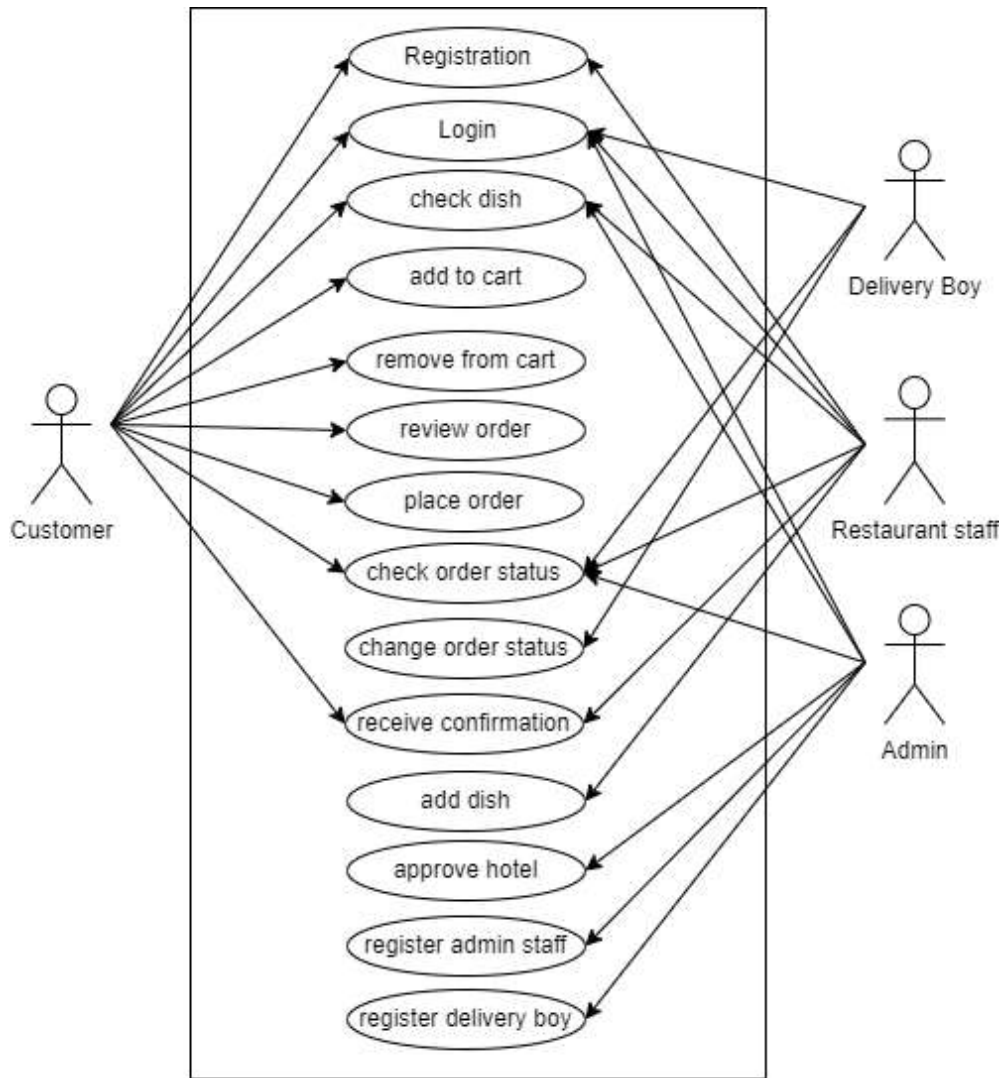 Registration
Login
check dish
add to cart
remove from cart
review order
place order
check order status
change order status
receive confirmation
add dish
approve hotel
register admin staff
register delivery boy
Customer
Delivery Boy
Restaurant staff
Admin